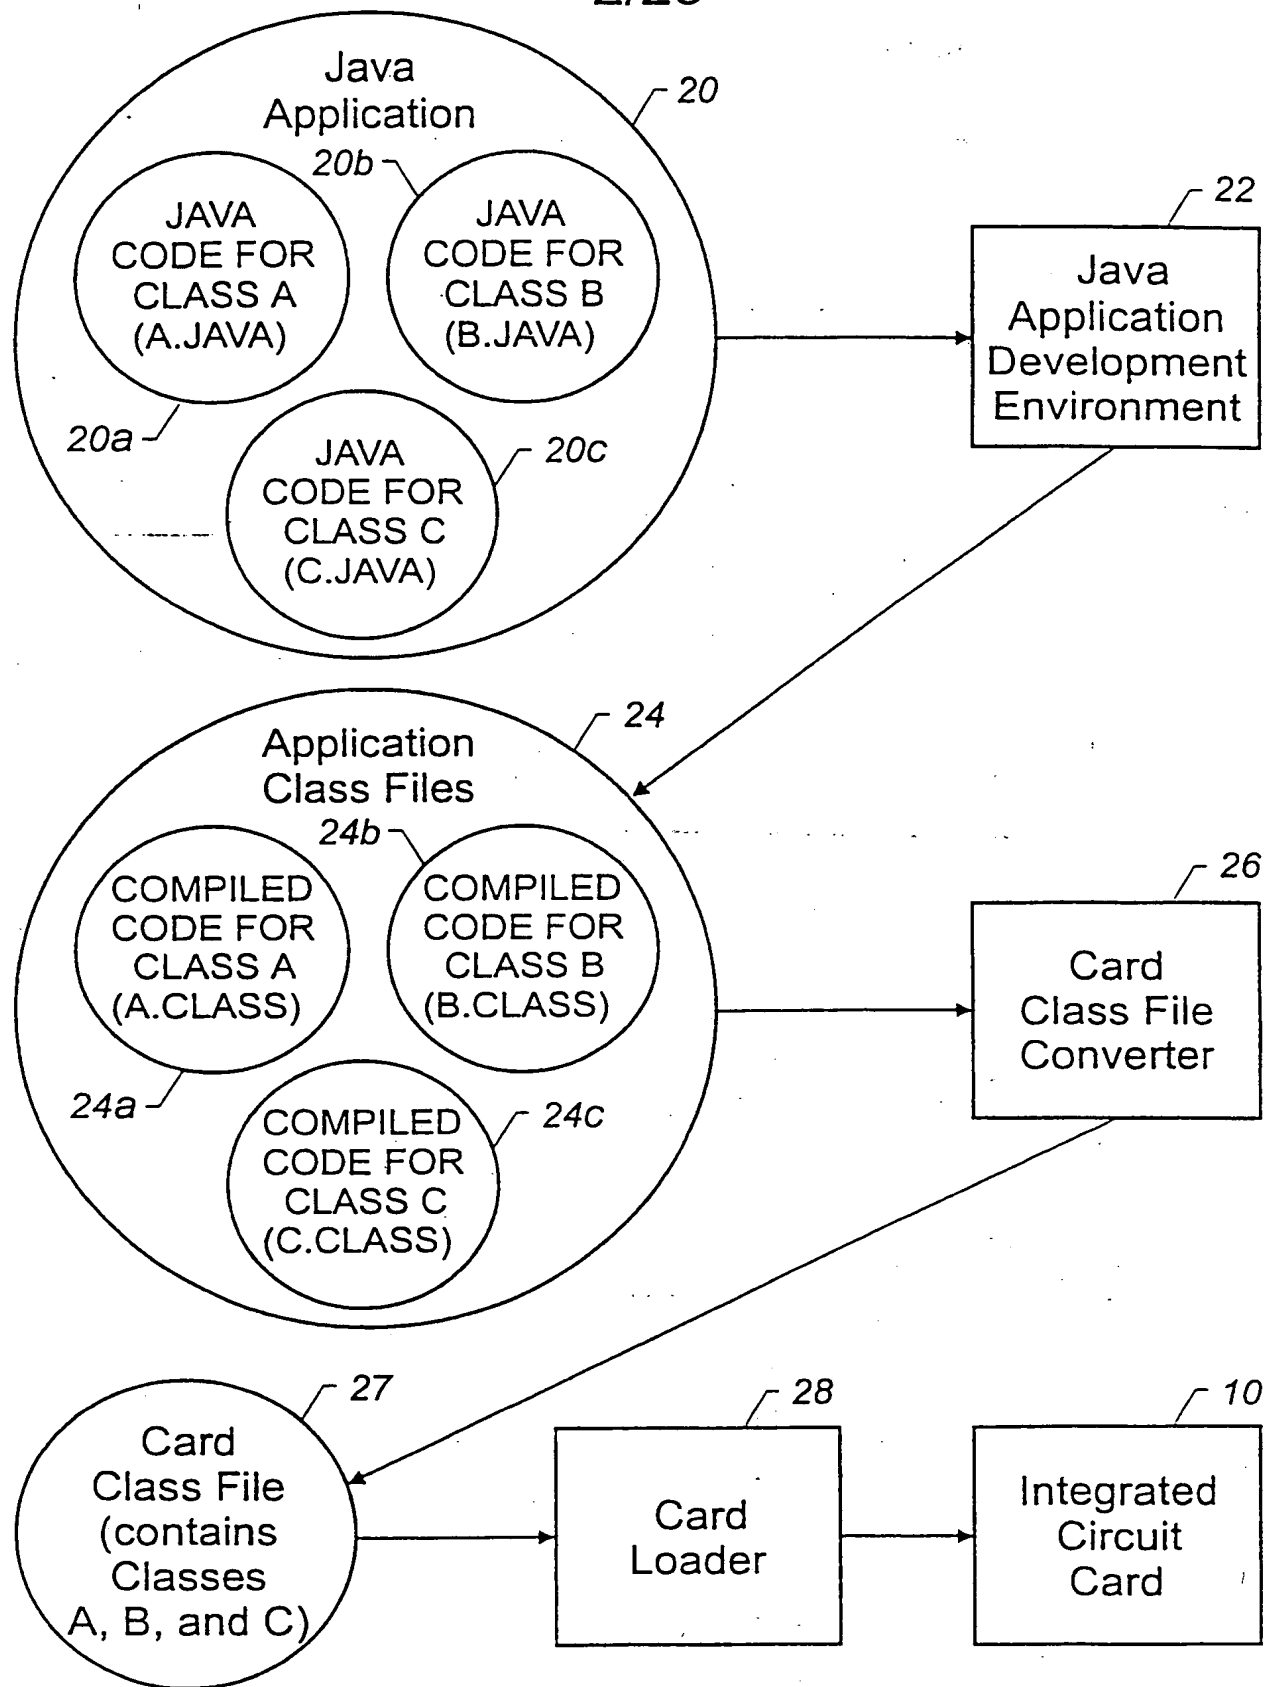 Java
Application
20
20b
JAVA
CODE FOR
CLASS A
(A.JAVA)
JAVA
CODE FOR
CLASS B
(B.JAVA)
20a
JAVA
CODE FOR
CLASS C
(C.JAVA)
20c
22
Java
Application
Development
Environment
24
Application
Class Files
24b
COMPILED
CODE FOR
CLASS A
(A.CLASS)
COMPILED
CODE FOR
CLASS B
(B.CLASS)
24a
COMPILED
CODE FOR
CLASS C
(C.CLASS)
24c
26
Card
Class File
Converter
27
Card
Class File
(contains
Classes
A, B, and C)
28
Card
Loader
10
Integrated
Circuit
Card